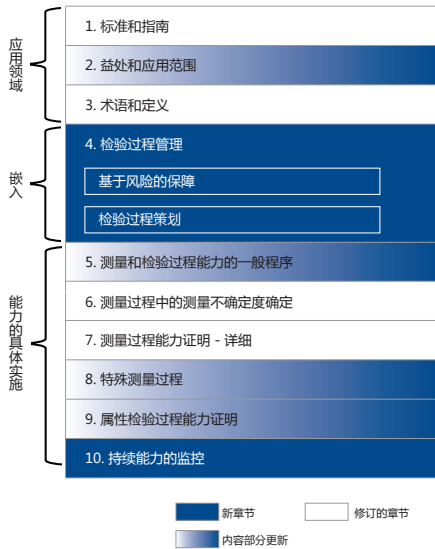 应用领域
1. 标准和指南
2. 益处和应用范围
3. 术语和定义
嵌入
4. 检验过程管理
基于风险的保障
检验过程策划
能力的具体实施
5. 测量和检验过程能力的一般程序
6. 测量过程中的测量不确定度确定
7. 测量过程能力证明 - 详细
8. 特殊测量过程
9. 属性检验过程能力证明
10. 持续能力的监控
新章节
修订的章节
内容部分更新